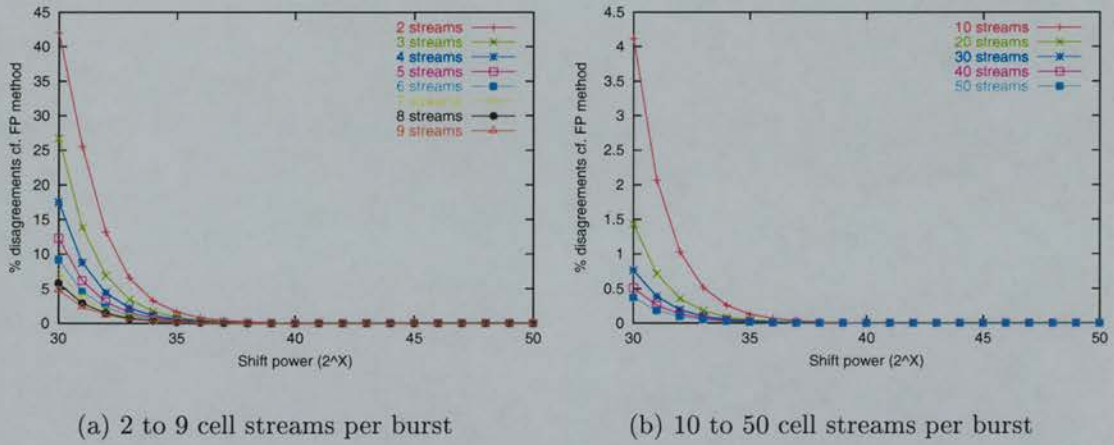 45
40
35
30
25
20
15
10
5
0
% disagreements cf. FP method
2 streams
3 streams
4 streams
5 streams
6 streams
7 streams
8 streams
9 streams
30 35 40 45 50
Shift power (2^X)
(a) 2 to 9 cell streams per burst
4.5
4
3.5
3
2.5
2
1.5
1
0.5
0
% disagreements cf. FP method
10 streams
20 streams
30 streams
40 streams
50 streams
30 35 40 45 50
Shift power (2^X)
(b) 10 to 50 cell streams per burst